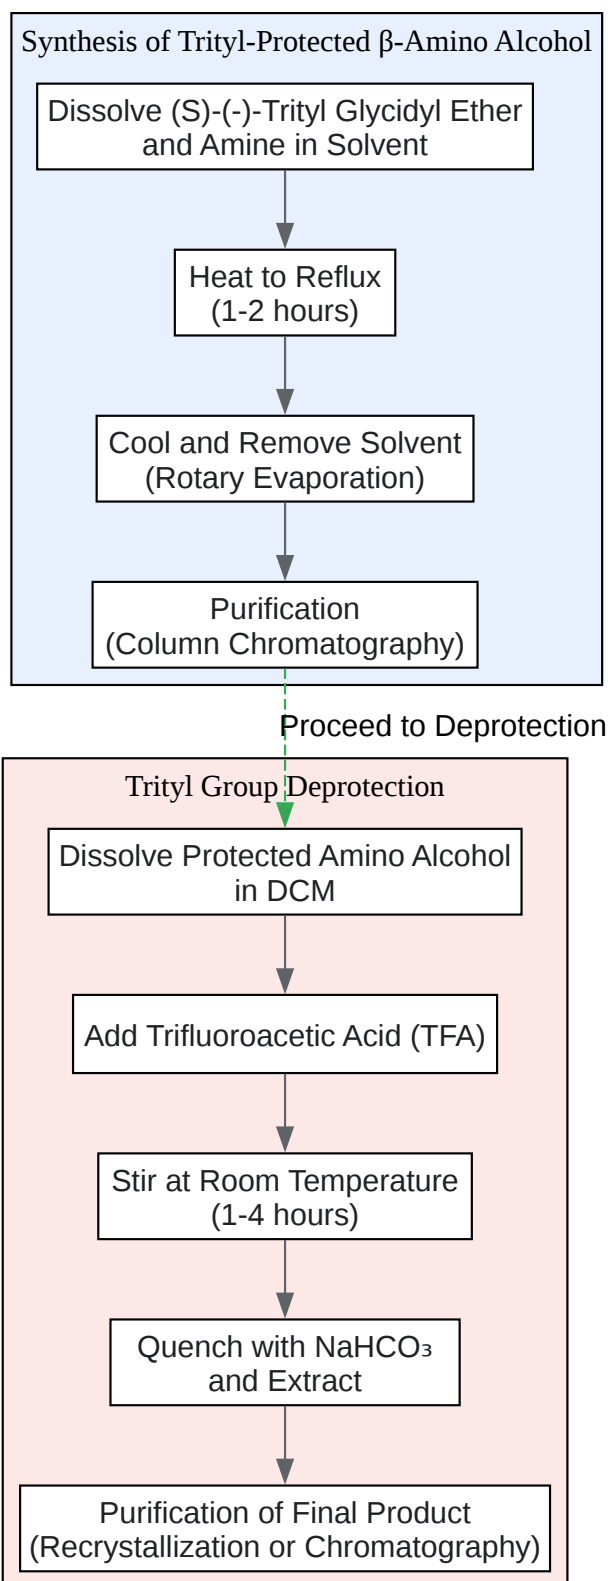 Synthesis of Trityl-Protected β-Amino Alcohol
Dissolve (S)-(-)-Trityl Glycidyl Ether
and Amine in Solvent
Heat to Reflux
(1-2 hours)
Cool and Remove Solvent
(Rotary Evaporation)
Purification
(Column Chromatography)
Proceed to Deprotection
Trityl Group Deprotection
Dissolve Protected Amino Alcohol
in DCM
Add Trifluoroacetic Acid (TFA)
Stir at Room Temperature
(1-4 hours)
Quench with NaHCO₃
and Extract
Purification of Final Product
(Recrystallization or Chromatography)